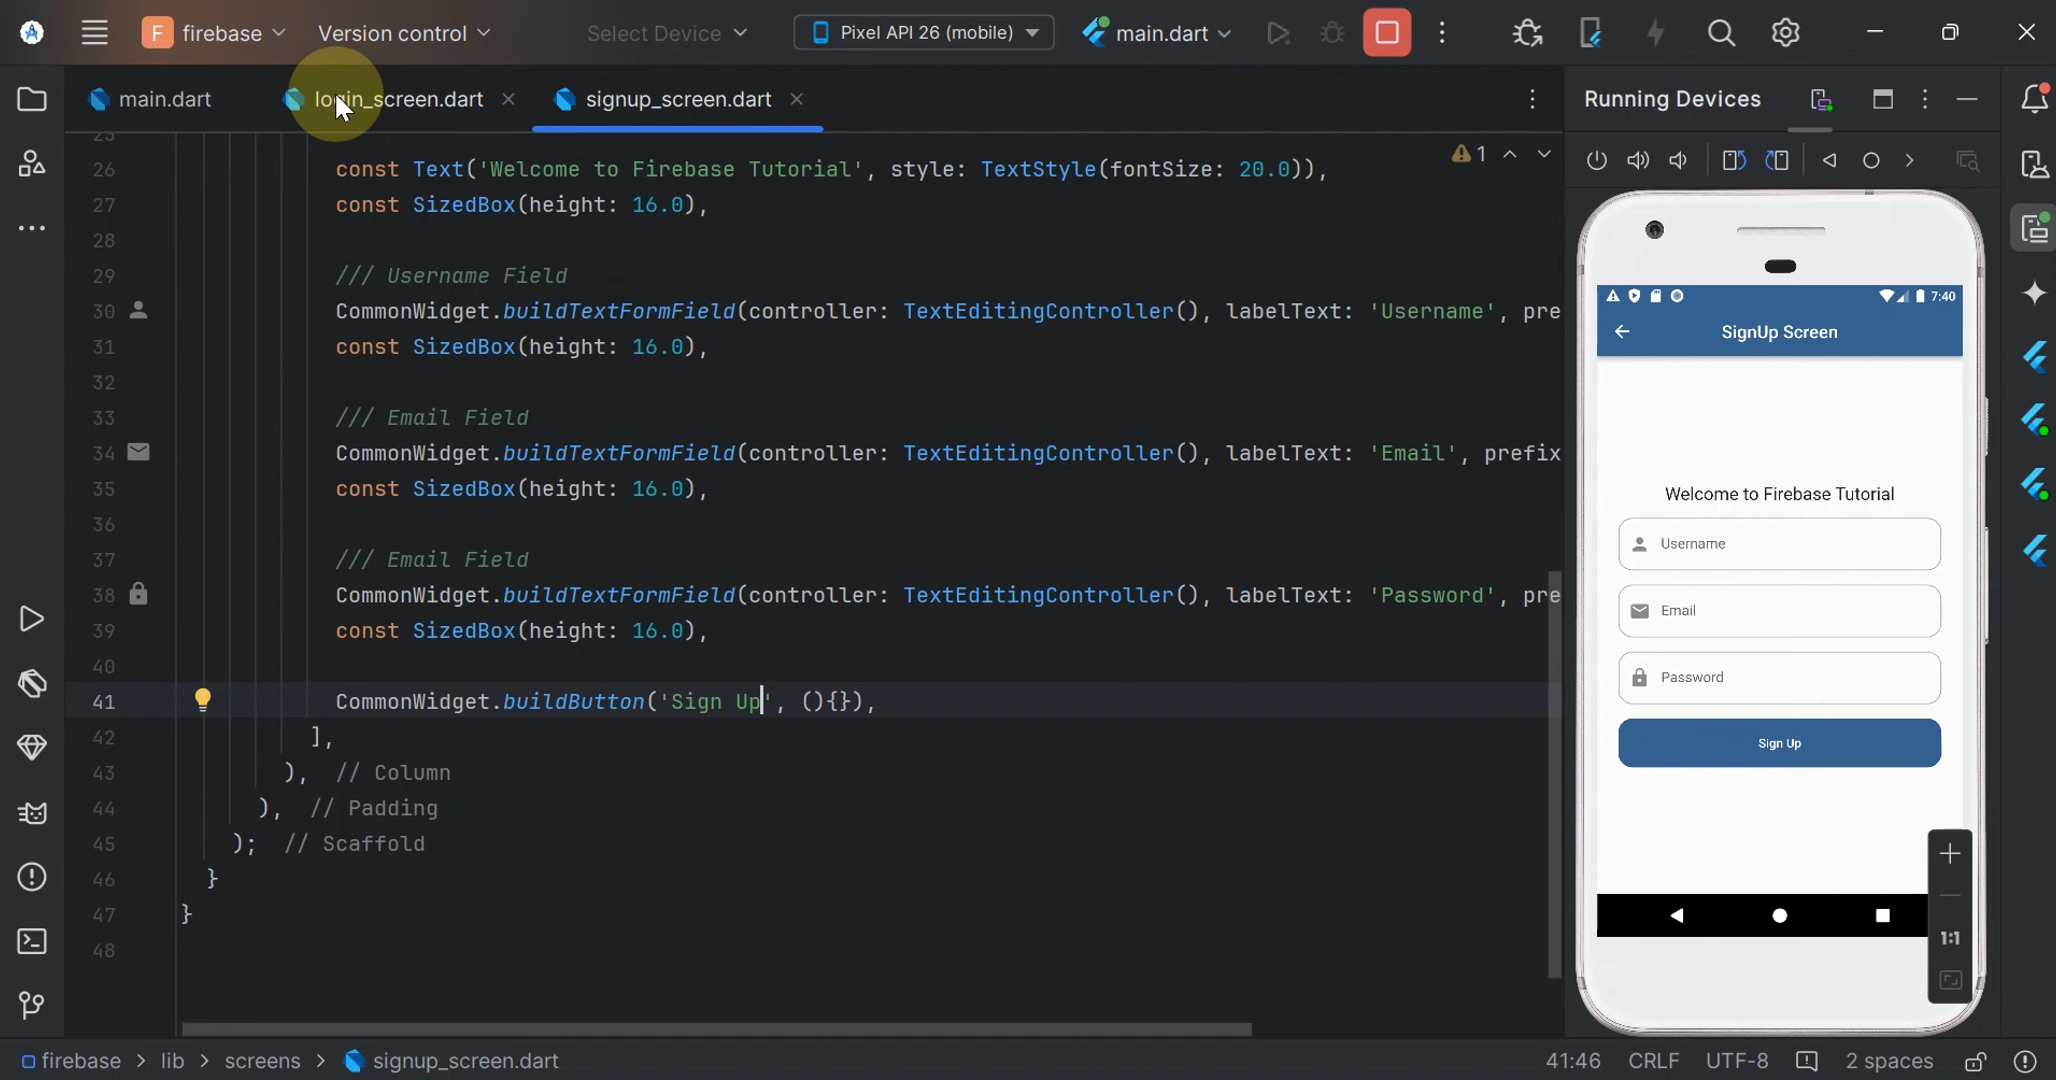 F firebase Version control Select Device Pixel API 26 (mobile) main.dart
main.dart login_screen.dart signup_screen.dart Running Devices
25
26 const Text('Welcome to Firebase Tutorial', style: TextStyle(fontSize: 20.0)), 1
27 const SizedBox(height: 16.0),
28
29 /// Username Field
30 CommonWidget.buildTextFormField(controller: TextEditingController(), labelText: 'Username', pre
31 const SizedBox(height: 16.0),
32
33 /// Email Field
34 CommonWidget.buildTextFormField(controller: TextEditingController(), labelText: 'Email', prefix
35 const SizedBox(height: 16.0),
36
37 /// Email Field
38 CommonWidget.buildTextFormField(controller: TextEditingController(), labelText: 'Password', pre
39 const SizedBox(height: 16.0),
40
41 CommonWidget.buildButton('Sign Up', (){}),
42 ],
43 ), // Column
44 ), // Padding
45 ); // Scaffold
46 }
47 }
48
7:40
SignUp Screen
Welcome to Firebase Tutorial
Username
Email
Password
Sign Up
1:1
firebase > lib > screens > signup_screen.dart 41:46 CRLF UTF-8 2 spaces